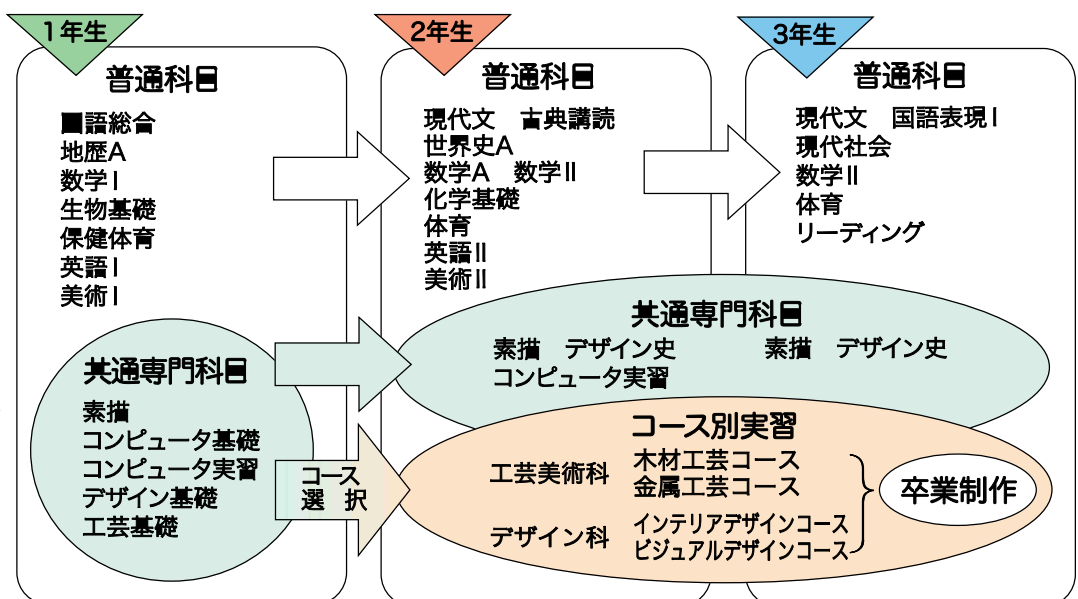 1年生
普通科目
国語総合
地歴A
数学Ⅰ
生物基礎
保健体育
英語Ⅰ
美術Ⅰ
共通専門科目
素描
コンピュータ基礎
コンピュータ実習
デザイン基礎
工芸基礎
コース
選 択
2年生
普通科目
現代文 古典講読
世界史A
数学A 数学Ⅱ
化学基礎
体育
英語Ⅱ
美術Ⅱ
3年生
普通科目
現代文 国語表現Ⅰ
現代社会
数学Ⅱ
体育
リーディング
共通専門科目
素描 デザイン史 素描 デザイン史
コンピュータ実習
コース別実習
工芸美術科
木材工芸コース
金属工芸コース
デザイン科
インテリアデザインコース
ビジュアルデザインコース
卒業制作